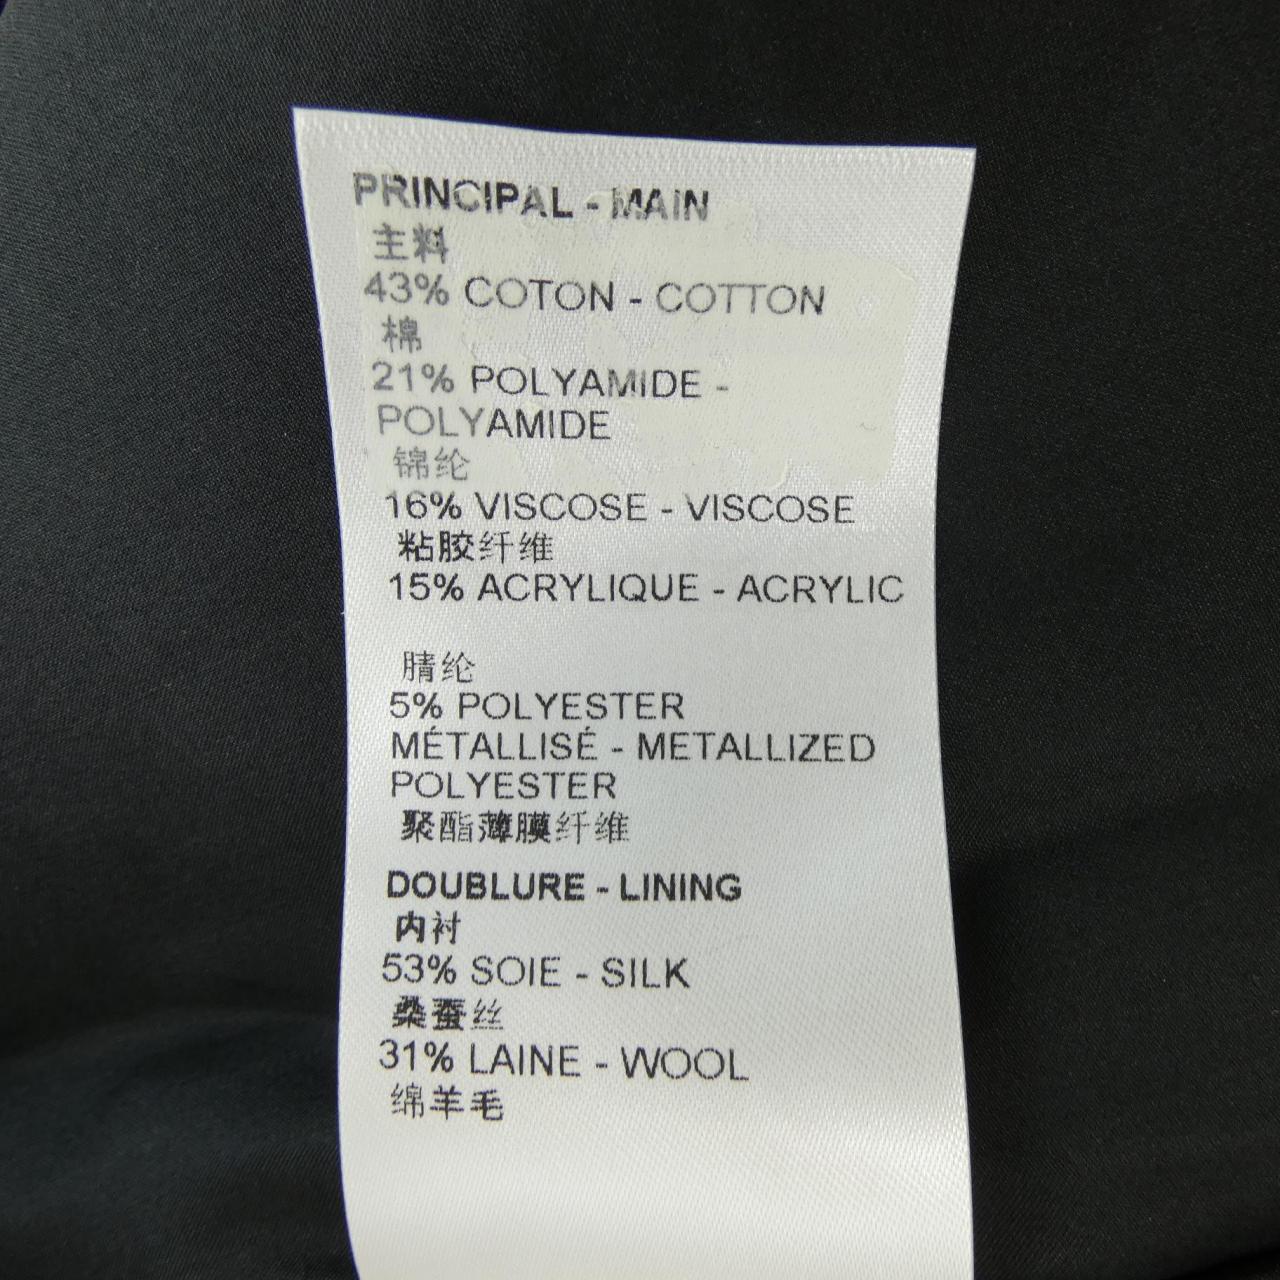 PRINCIPAL - MAIN
主料
43% COTON - COTTON
棉
21% POLYAMIDE -
POLYAMIDE
锦纶
16% VISCOSE - VISCOSE
粘胶纤维
15% ACRYLIQUE - ACRYLIC
腈纶
5% POLYESTER
MÉTALLISÉ - METALLIZED
POLYESTER
聚酯薄膜纤维
DOUBLURE - LINING
内衬
53% SOIE - SILK
桑蚕丝
31% LAINE - WOOL
绵羊毛